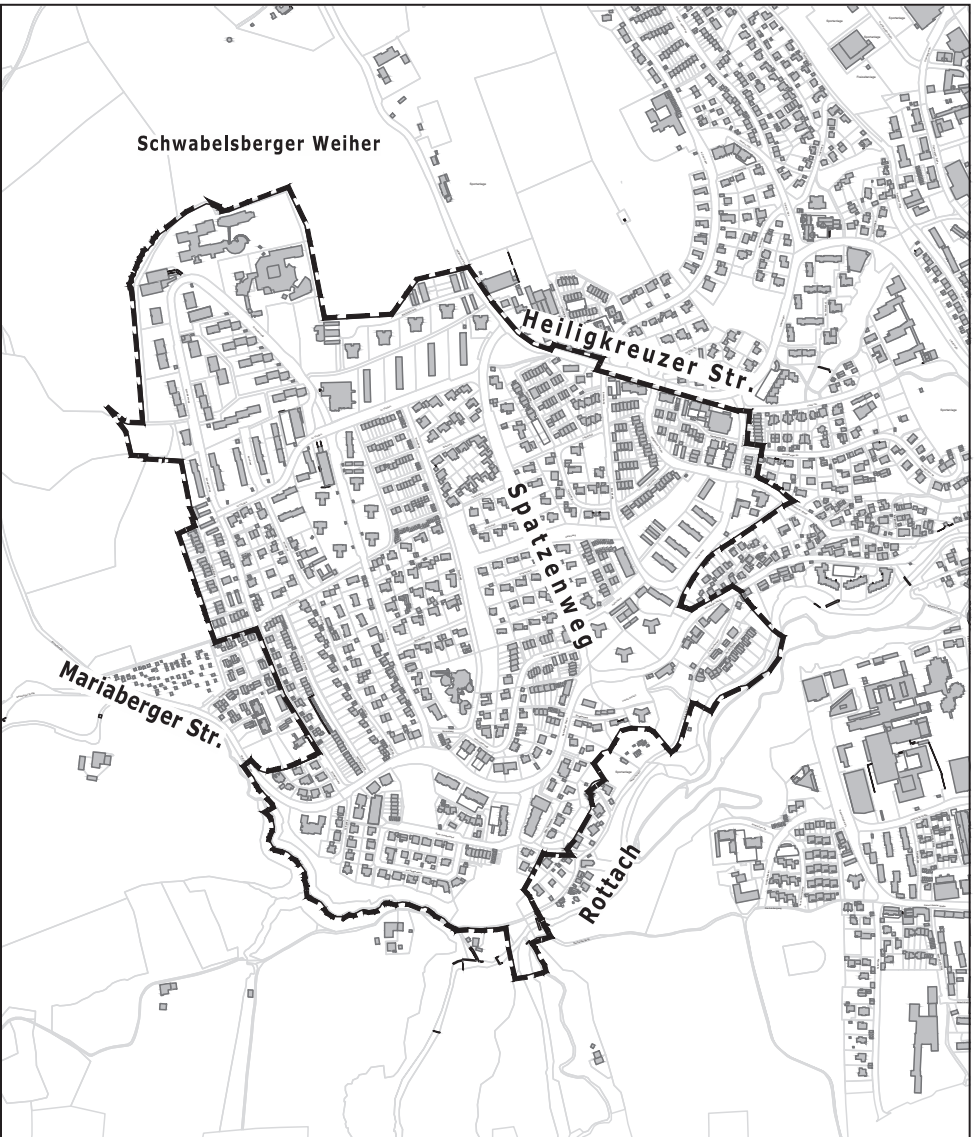 Schwabelsberger Weiher
Heiligkreuzer Str.
Spatzenweg
Mariaberger Str.
Rottach